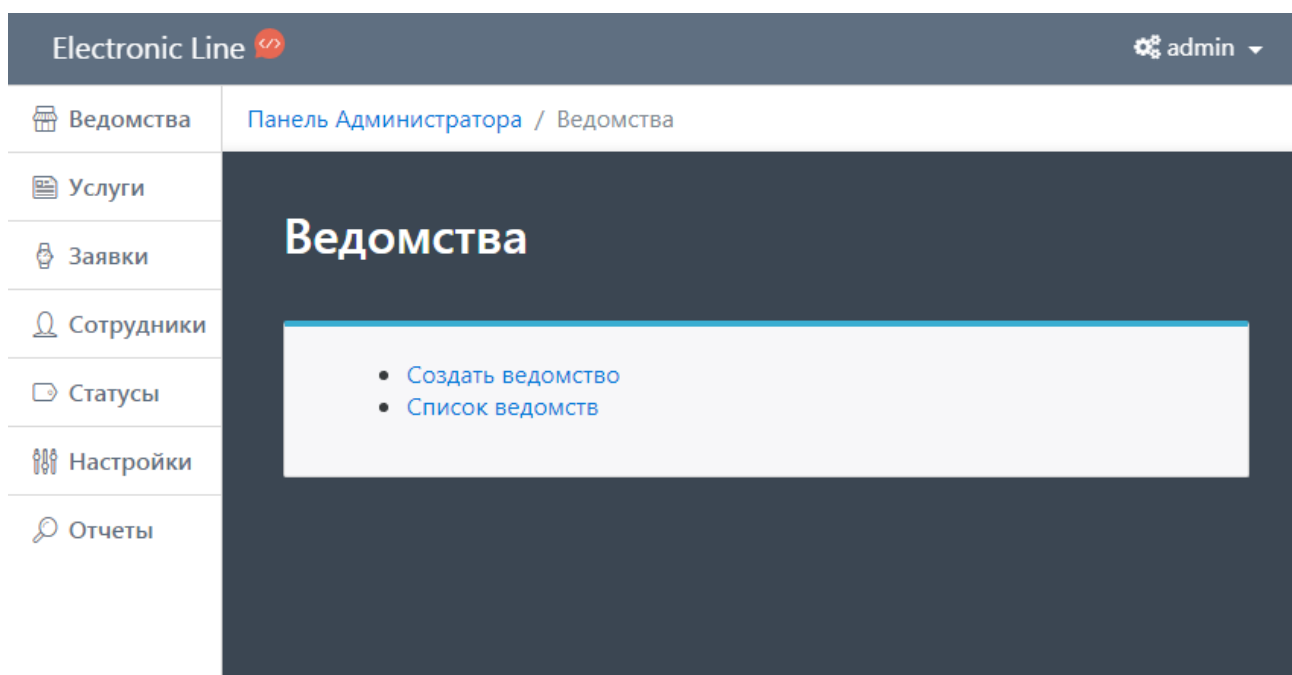 Electronic Line
admin
Ведомства
Услуги
Заявки
Сотрудники
Статусы
Настройки
Отчеты
Панель Администратора / Ведомства
Ведомства
Создать ведомство
Список ведомств